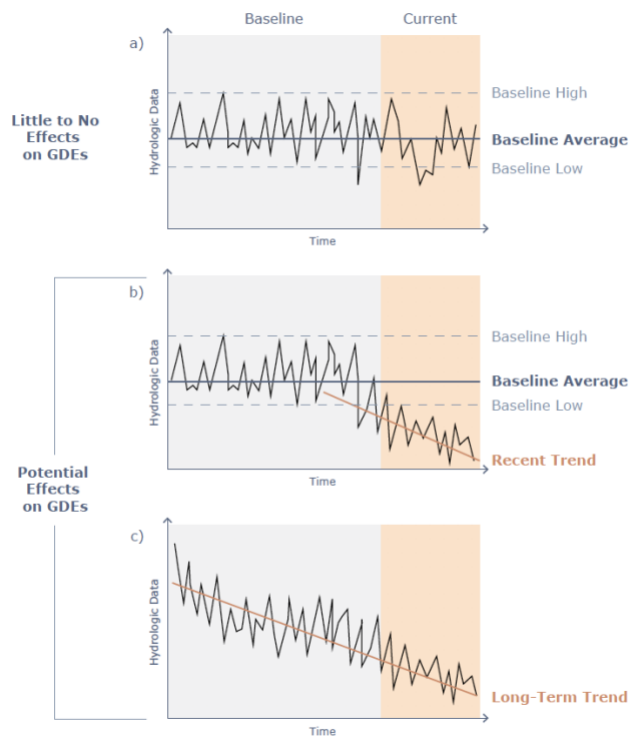 Baseline
Current
a)
Little to No
Effects
on GDEs
Hydrologic Data
Baseline High
Baseline Average
Baseline Low
Time
b)
Hydrologic Data
Baseline High
Baseline Average
Baseline Low
Recent Trend
Time
Potential
Effects
on GDEs
c)
Hydrologic Data
Long-Term Trend
Time